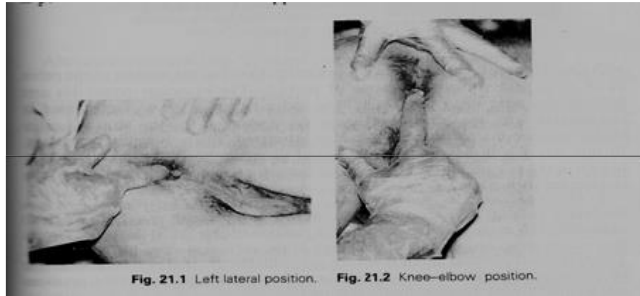 Fig. 21.1 Left lateral position.
Fig. 21.2 Knee–elbow position.